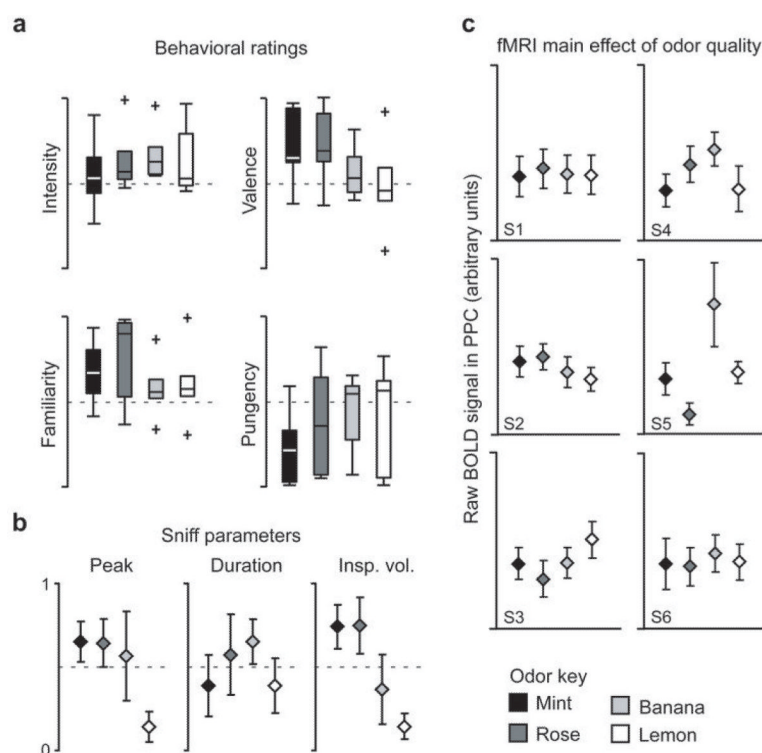 a
Behavioral ratings
Intensity
Valence
Familiarity
Pungency
b
Sniff parameters
Peak
Duration
Insp. vol.
1
0
c
fMRI main effect of odor quality
Raw BOLD signal in PPC (arbitrary units)
S1
S4
S2
S5
S3
S6
Odor key
Mint
Banana
Rose
Lemon